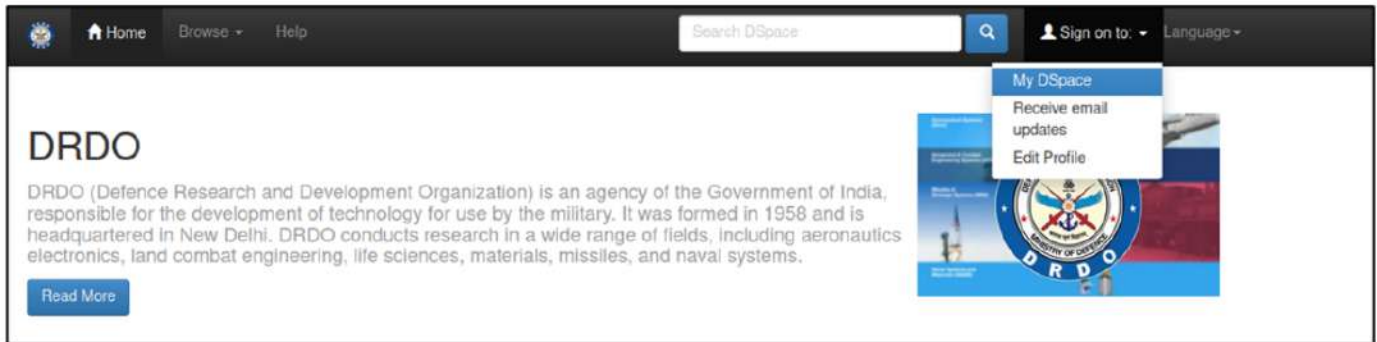 Home Browse Help Search DSpace Sign on to: Language
My DSpace
Receive email
updates
Edit Profile
DRDO
DRDO (Defence Research and Development Organization) is an agency of the Government of India,
responsible for the development of technology for use by the military. It was formed in 1958 and is
headquartered in New Delhi. DRDO conducts research in a wide range of fields, including aeronautics
electronics, land combat engineering, life sciences, materials, missiles, and naval systems.
Read More
MINISTRY OF DEFENCE
DRDO